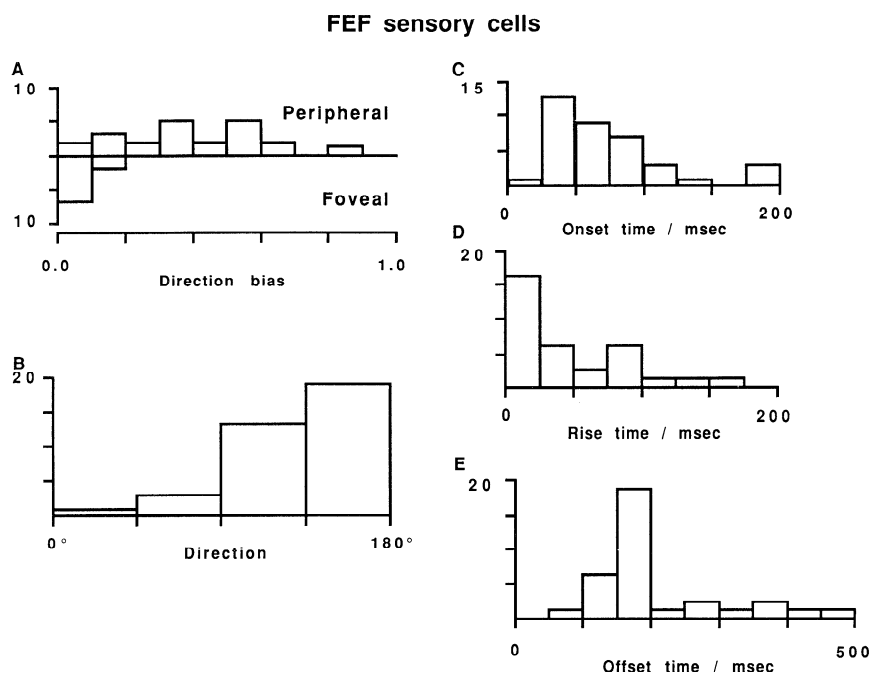 FEF sensory cells
A
10
Peripheral
Foveal
10
0.0 1.0
Direction bias
B
20
0° 180°
Direction
C
15
0 200
Onset time / msec
D
20
0 200
Rise time / msec
E
20
0 500
Offset time / msec